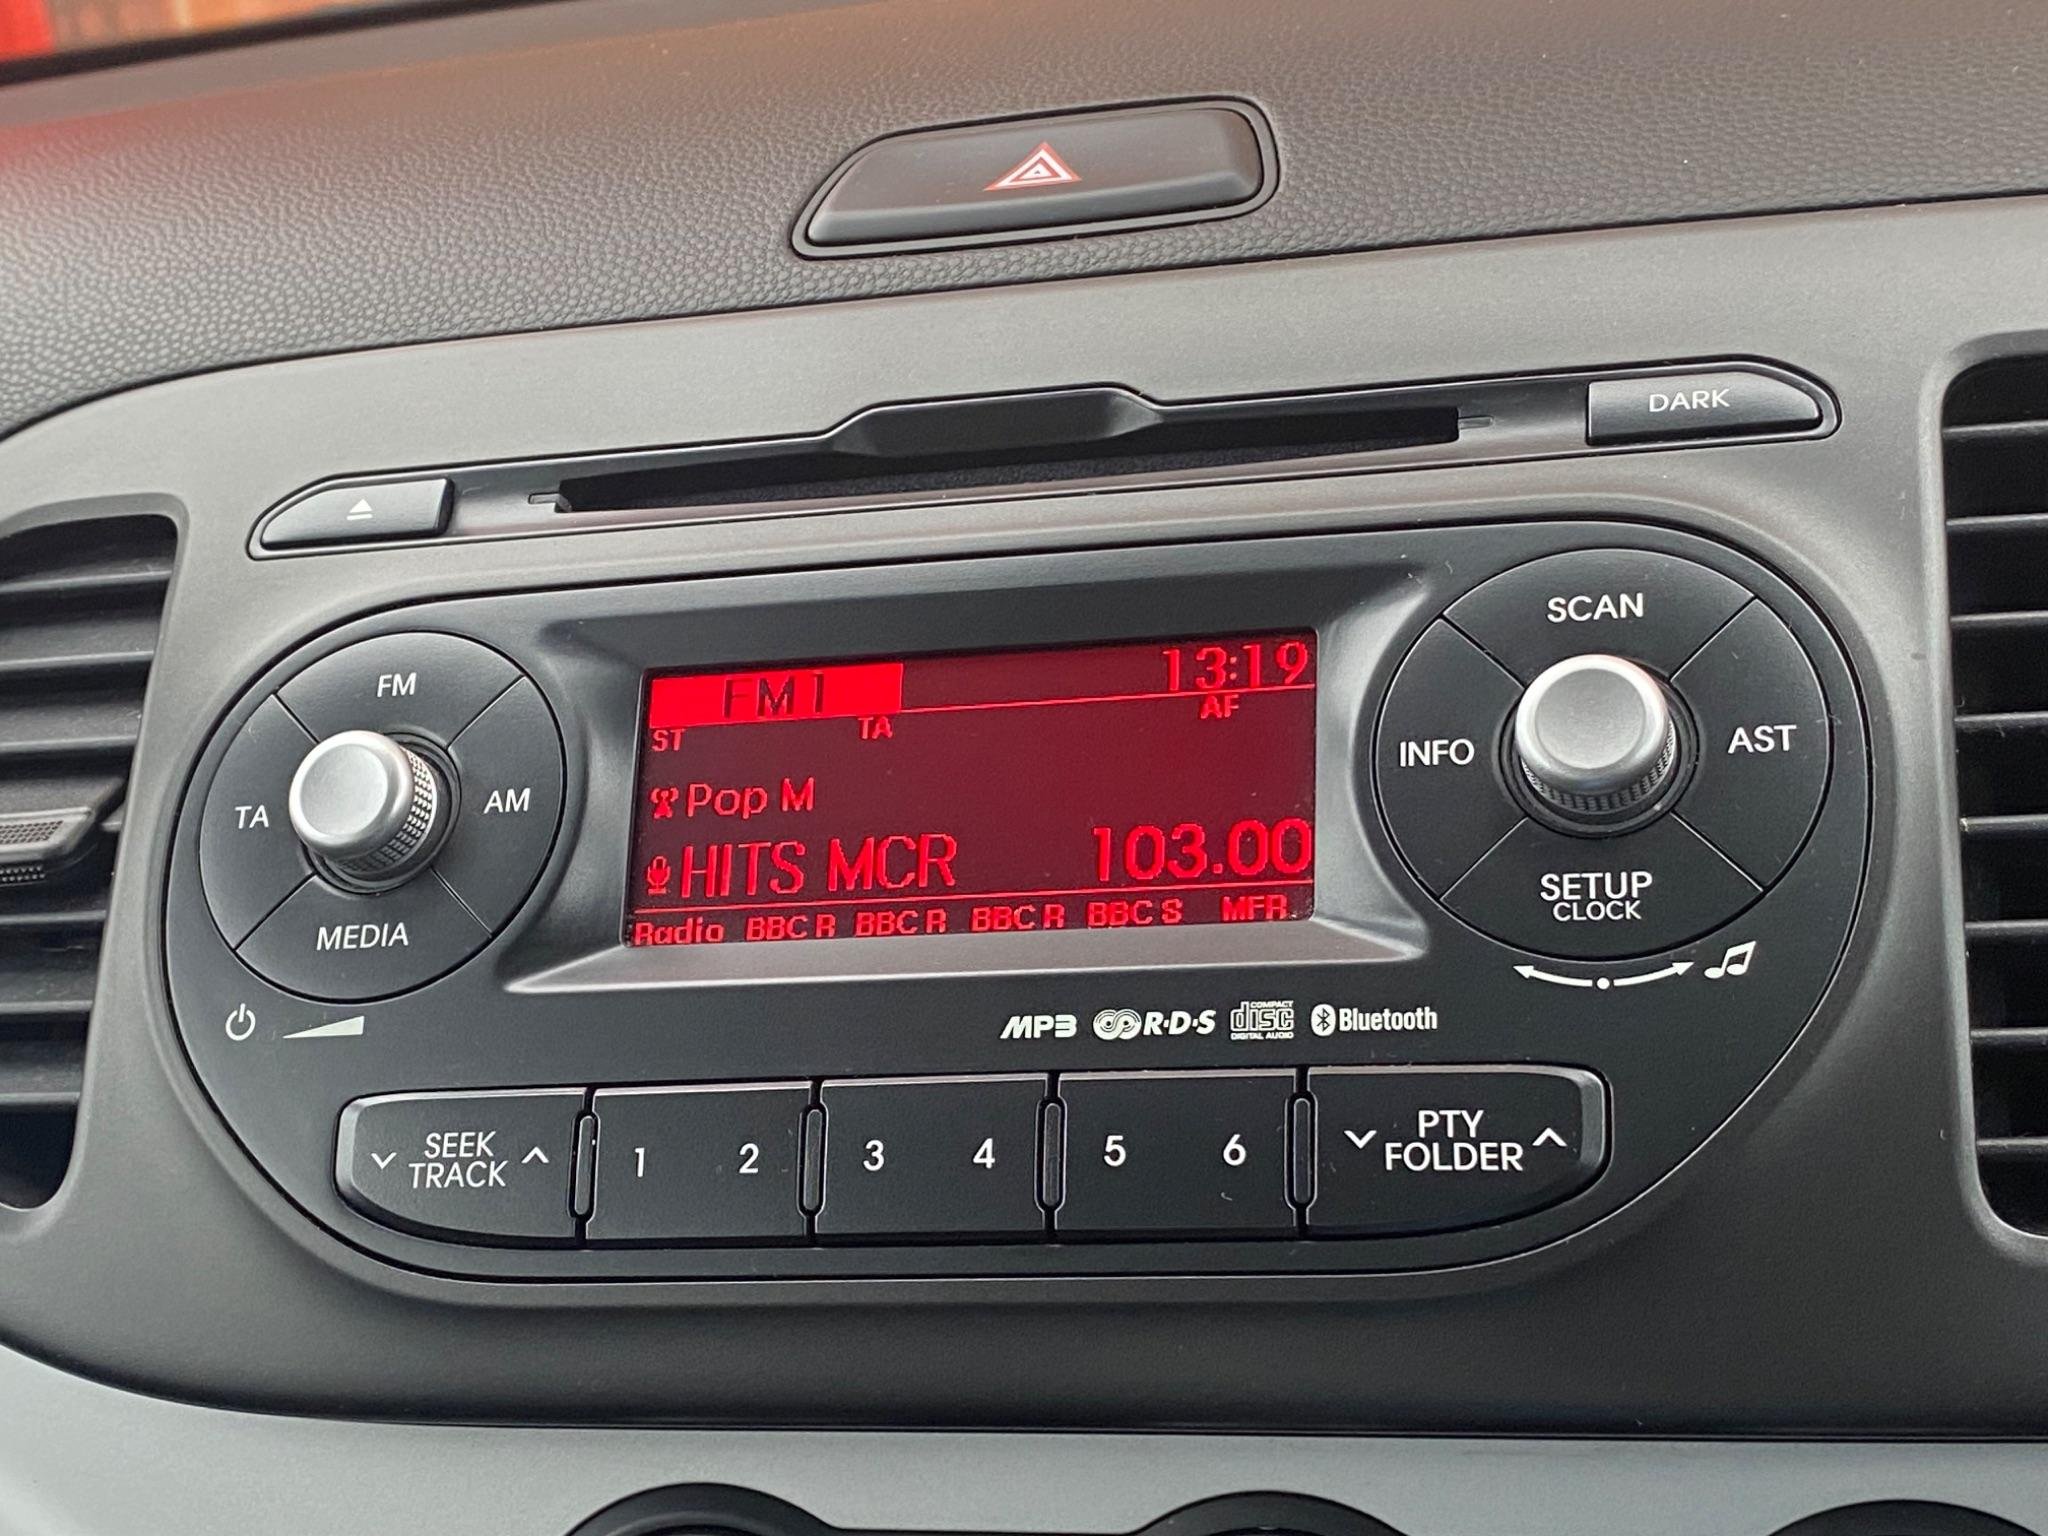 DARK
FM
TA
AM
MEDIA
FM1 13:19
ST TA AF
Pop M
HITS MCR 103.00
Radio BBC R BBC R BBC R BBC S MFR
SCAN
INFO
AST
SETUP
CLOCK
MP3 R·D·S COMPACT disc DIGITAL AUDIO Bluetooth
SEEK
TRACK
1 2 3 4 5 6
PTY
FOLDER